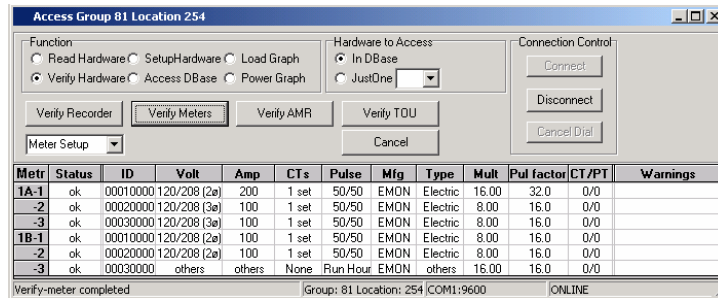 Access Group 81 Location 254
Function
Read Hardware SetupHardware Load Graph
Verify Hardware Access DBase Power Graph
Hardware to Access
In DBase
JustOne
Connection Control
Connect
Disconnect
Cancel Dial
Verify Recorder Verify Meters Verify AMR Verify TOU
Meter Setup Cancel
Metr Status ID Volt Amp CTs Pulse Mfg Type Mult Pul factor CT/PT Warnings
1A-1 ok 00010000 120/208 (2ø) 200 1 set 50/50 EMON Electric 16.00 32.0 0/0
-2 ok 00020000 120/208 (3ø) 100 1 set 50/50 EMON Electric 8.00 16.0 0/0
-3 ok 00030000 120/208 (3ø) 100 1 set 50/50 EMON Electric 8.00 16.0 0/0
1B-1 ok 00010000 120/208 (2ø) 100 1 set 50/50 EMON Electric 8.00 16.0 0/0
-2 ok 00020000 120/208 (2ø) 100 1 set 50/50 EMON Electric 8.00 16.0 0/0
-3 ok 00030000 others others None Run Hour EMON others 16.00 16.0 0/0
Verify-meter completed Group: 81 Location: 254 COM1:9600 ONLINE